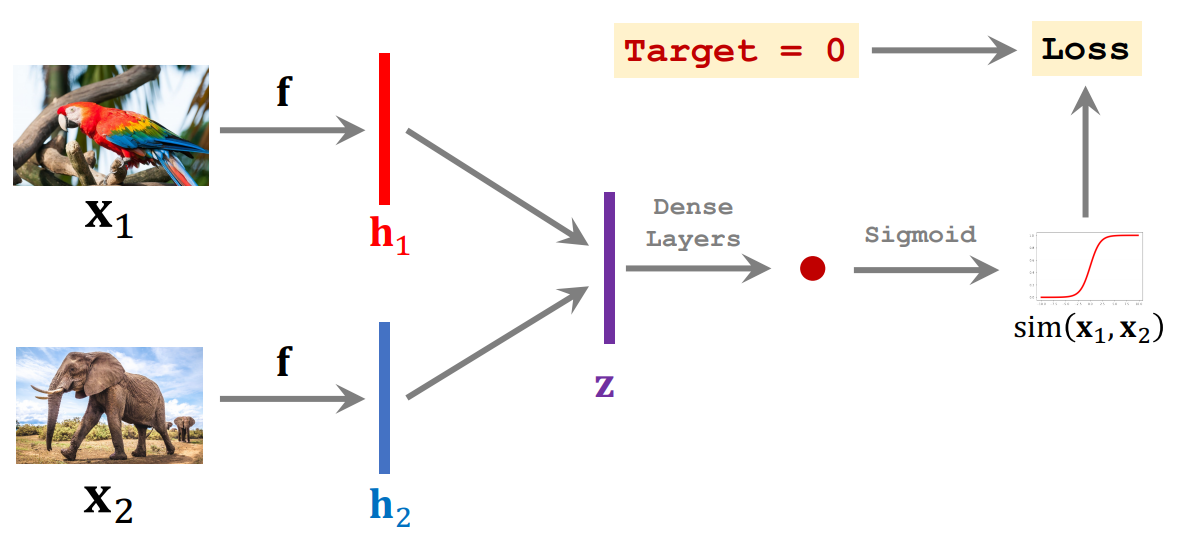 Target = 0
Loss
f
x₁
h₁
Dense
Layers
Sigmoid
sim(x₁, x₂)
f
z
x₂
h₂